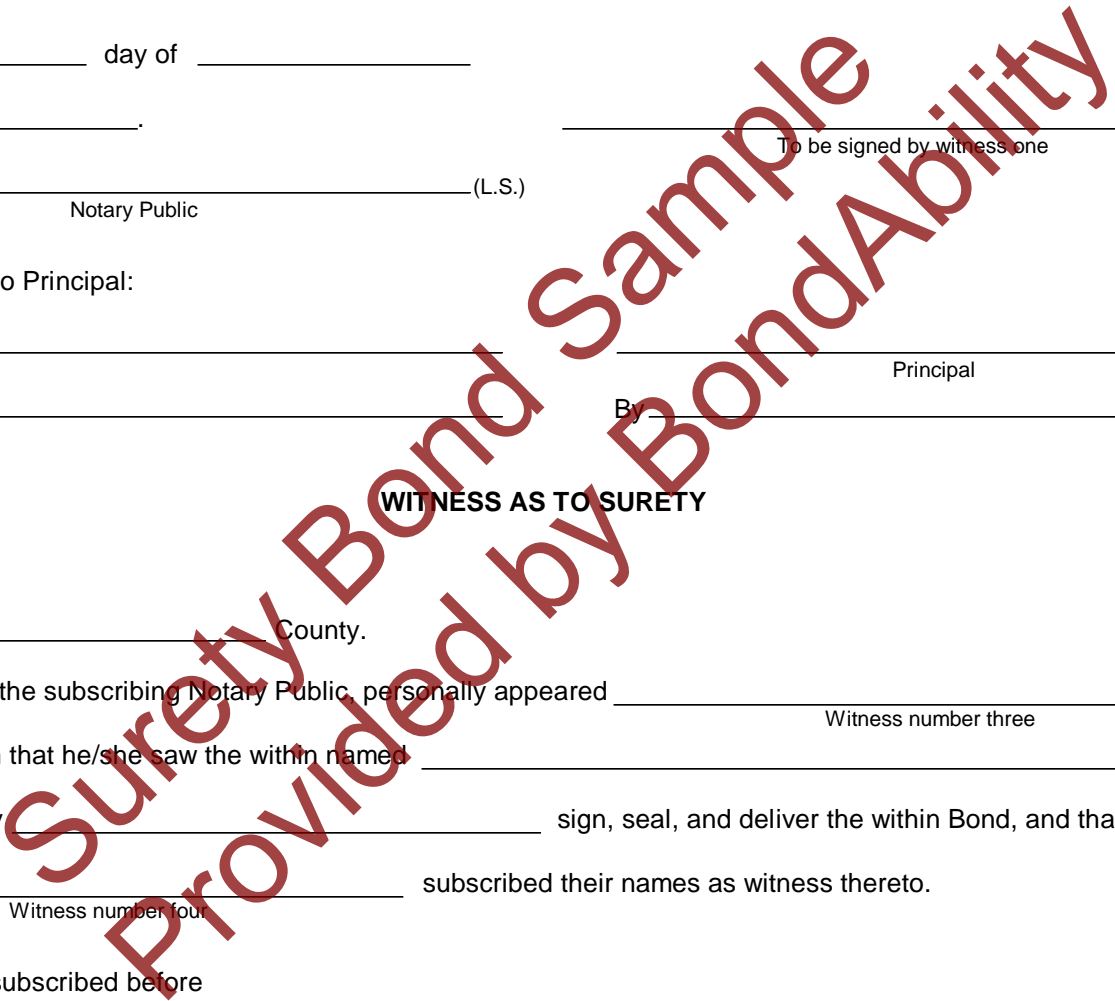 day of
.
To be signed by witness one
(L.S.)
Notary Public
o Principal:
Principal
By
WITNESS AS TO SURETY
County.
the subscribing Notary Public, personally appeared
Witness number three
that he/she saw the within named
sign, seal, and deliver the within Bond, and tha
subscribed their names as witness thereto.
Witness number four
subscribed before
Surety Bond Sample
Provided by BondAbility